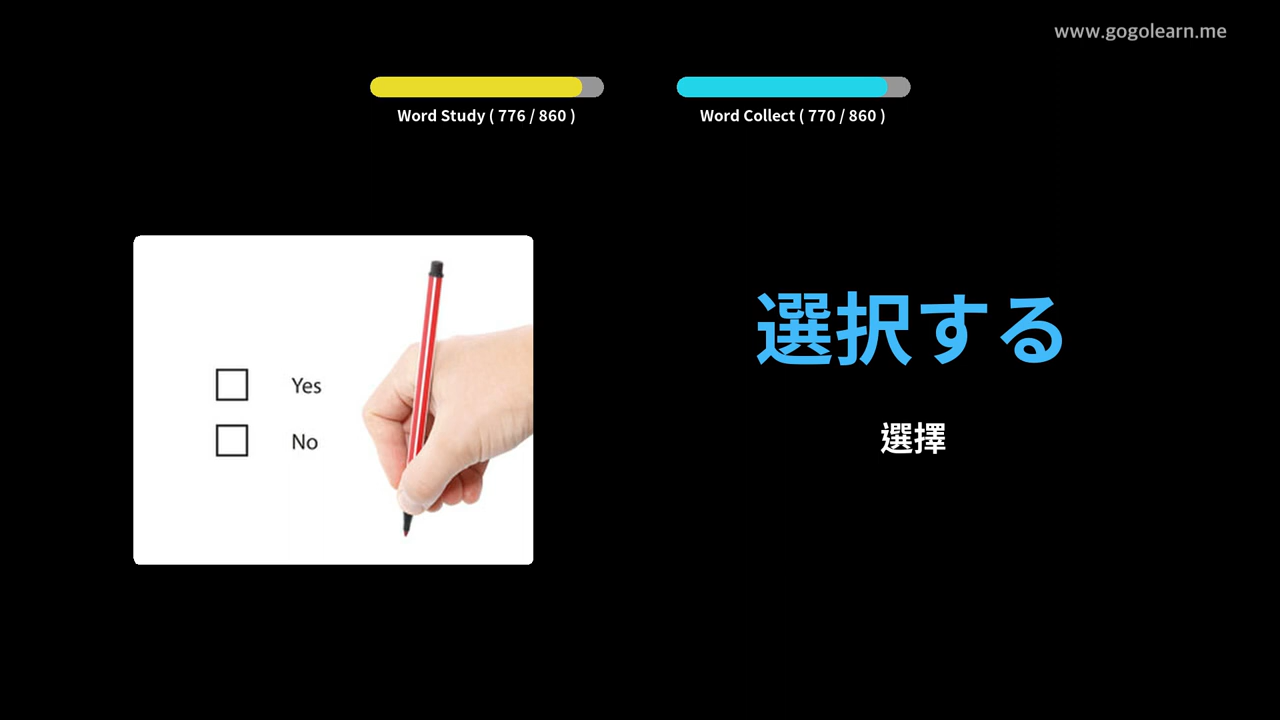 www.gogolearn.me
Word Study ( 776 / 860 )
Word Collect ( 770 / 860 )
Yes
No
選択する
選擇